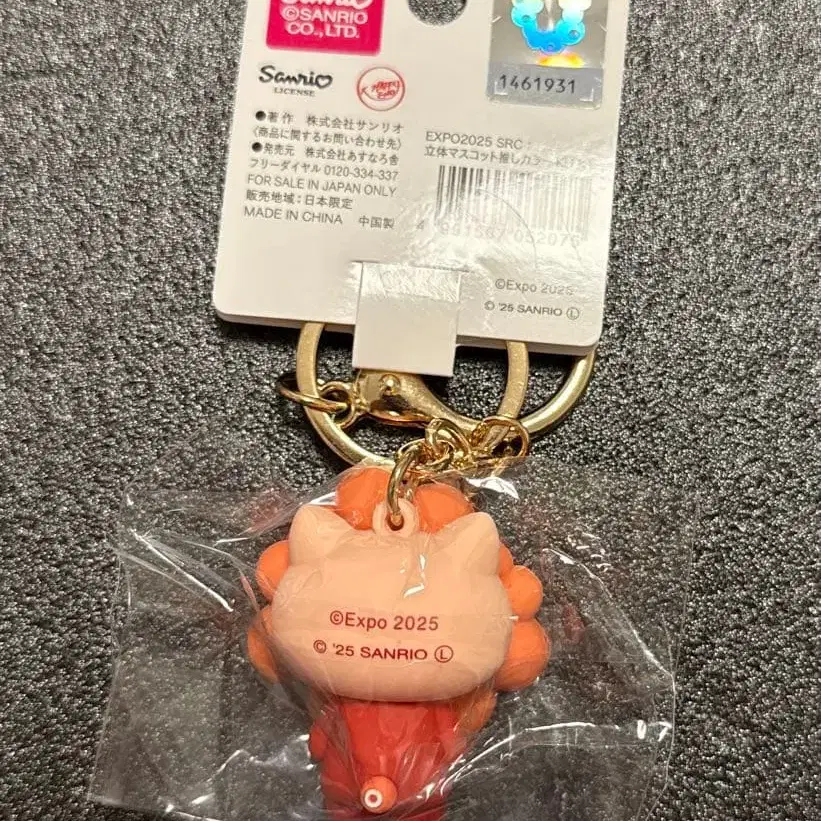 Sanrio
©SANRIO
CO.,LTD.
1461931
Sanrio
LICENSE
●著作 株式会社サンリオ
〈商品に関するお問い合わせ先〉
●発売元 株式会社あすなろ舎
フリーダイヤル 0120-334-337
FOR SALE IN JAPAN ONLY
販売地域:日本限定
MADE IN CHINA 中国製
EXPO2025 SRC
立体マスコット推しカラー
©Expo 2025
© '25 SANRIO Ⓛ
©Expo 2025
© '25 SANRIO Ⓛ